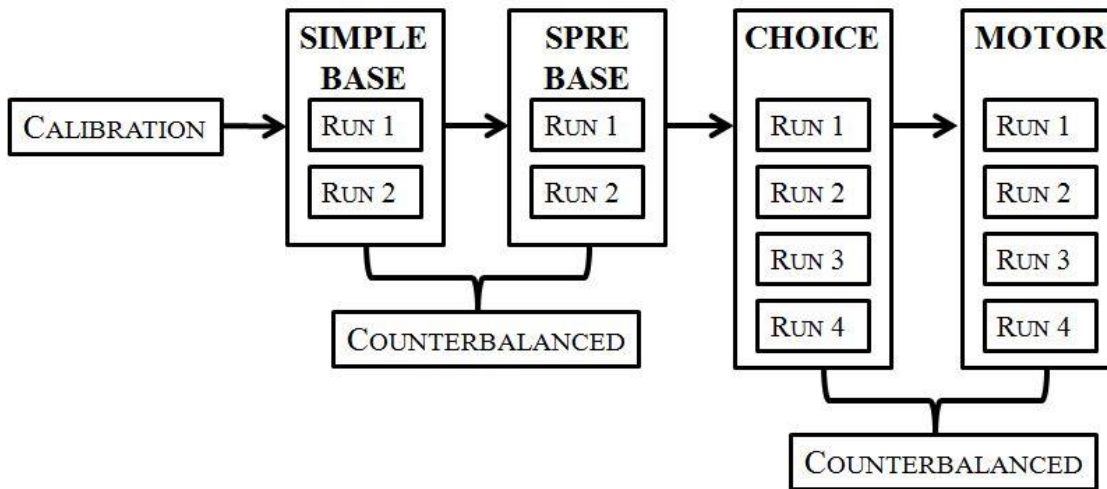 CALIBRATION
SIMPLE
BASE
RUN 1
RUN 2
SPRE
BASE
RUN 1
RUN 2
COUNTERBALANCED
CHOICE
RUN 1
RUN 2
RUN 3
RUN 4
MOTOR
RUN 1
RUN 2
RUN 3
RUN 4
COUNTERBALANCED